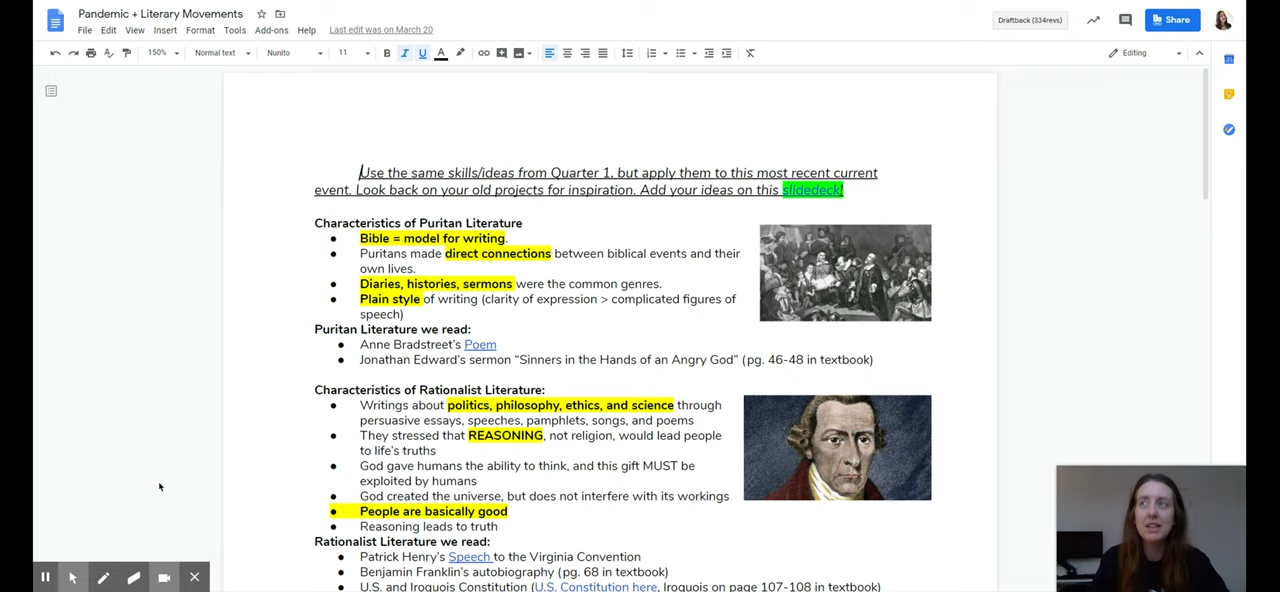 Pandemic + Literary Movements
Draftback (334revs)
Share
File Edit View Insert Format Tools Add-ons Help Last edit was on March 20
150% Normal text Nunito 11 B I U A Editing
Use the same skills/ideas from Quarter 1, but apply them to this most recent current
event. Look back on your old projects for inspiration. Add your ideas on this slidedeck!
Characteristics of Puritan Literature
● Bible = model for writing.
● Puritans made direct connections between biblical events and their
own lives.
● Diaries, histories, sermons were the common genres.
● Plain style of writing (clarity of expression > complicated figures of
speech)
Puritan Literature we read:
● Anne Bradstreet's Poem
● Jonathan Edward's sermon “Sinners in the Hands of an Angry God” (pg. 46-48 in textbook)
Characteristics of Rationalist Literature:
● Writings about politics, philosophy, ethics, and science through
persuasive essays, speeches, pamphlets, songs, and poems
● They stressed that REASONING, not religion, would lead people
to life's truths
● God gave humans the ability to think, and this gift MUST be
exploited by humans
● God created the universe, but does not interfere with its workings
● People are basically good
● Reasoning leads to truth
Rationalist Literature we read:
● Patrick Henry's Speech to the Virginia Convention
● Benjamin Franklin's autobiography (pg. 68 in textbook)
● U.S. and Iroquois Constitution (U.S. Constitution here, Iroquois on page 107-108 in textbook)